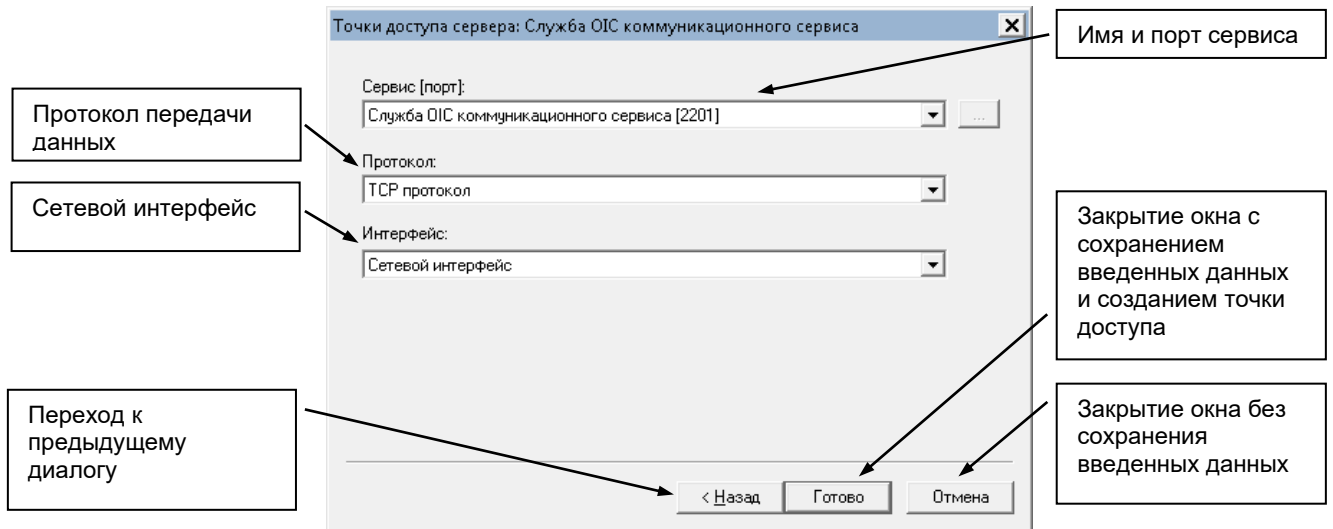 Точки доступа сервера: Служба OIC коммуникационного сервиса
Имя и порт сервиса
Сервис [порт]:
Служба OIC коммуникационного сервиса [2201]
...
Протокол передачи
данных
Протокол:
TCP протокол
Сетевой интерфейс
Интерфейс:
Сетевой интерфейс
Закрытие окна с
сохранением
введенных данных
и созданием точки
доступа
Переход к
предыдущему
диалогу
Закрытие окна без
сохранения
введенных данных
< Назад
Готово
Отмена